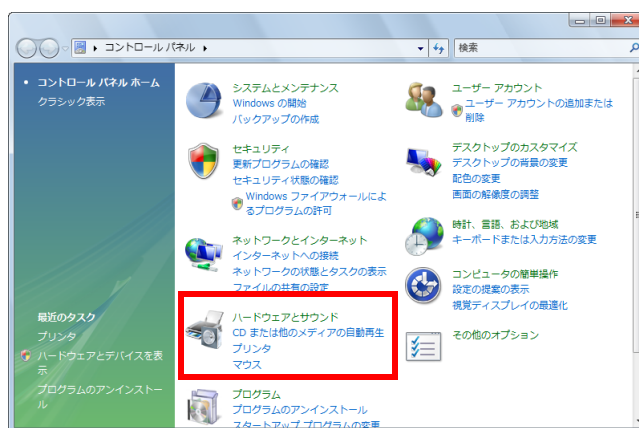 コントロール パネル
検索
コントロール パネル ホーム
クラシック表示
最近のタスク
プリンタ
ハードウェアとデバイスを表
示
プログラムのアンインストー
ル
システムとメンテナンス
Windows の開始
バックアップの作成
セキュリティ
更新プログラムの確認
セキュリティ状態の確認
Windows ファイアウォールによ
るプログラムの許可
ネットワークとインターネット
インターネットへの接続
ネットワークの状態とタスクの表示
ファイルの共有の設定
ハードウェアとサウンド
CD または他のメディアの自動再生
プリンタ
マウス
プログラム
プログラムのアンインストール
スタートアップ プログラムの変更
ユーザー アカウント
ユーザー アカウントの追加または
削除
デスクトップのカスタマイズ
デスクトップの背景の変更
配色の変更
画面の解像度の調整
時計、言語、および地域
キーボードまたは入力方法の変更
コンピュータの簡単操作
設定の提案の表示
視覚ディスプレイの最適化
その他のオプション